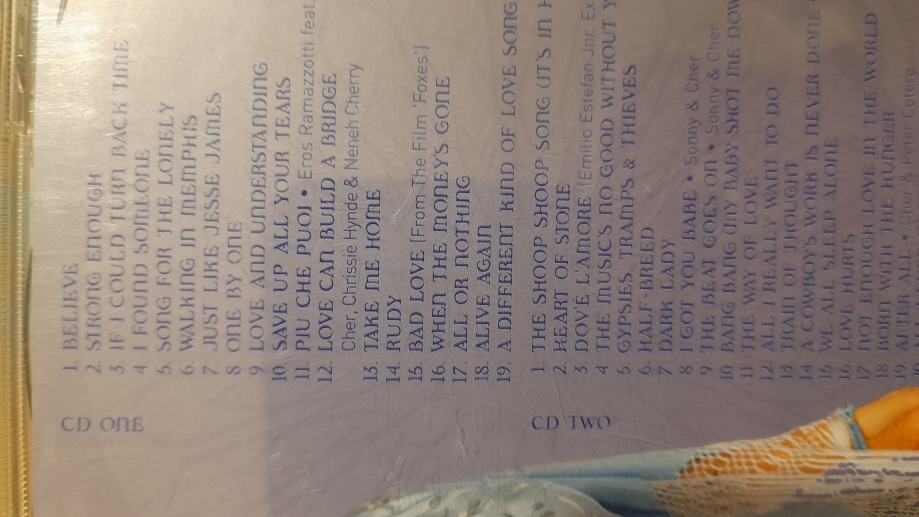 CD ONE
1. BELIEVE
2. STRONG ENOUGH
3. IF I COULD TURN BACK TIME
4 I FOUND SOMEONE
5. SONG FOR THE LONELY
6. WALKING IN MEMPHIS
7. JUST LIKE JESSE JAMES
8 ONE BY ONE
9. LOVE AND UNDERSTANDING
10. SAVE UP ALL YOUR TEARS
11. PIU CHE PUOI • Eros Ramazzotti feat.
12. LOVE CAN BUILD A BRIDGE
Cher, Chrissie Hynde & Neneh Cherry
13. TAKE ME HOME
14. RUDY
15. BAD LOVE (From The Film 'Foxes')
16. WHEN THE MONEY'S GONE
17. ALL OR NOTHING
18. ALIVE AGAIN
19. A DIFFERENT KIND OF LOVE SONG
CD TWO
1. THE SHOOP SHOOP SONG (IT'S IN
2. HEART OF STONE
3 DOV'E L'AMORE (Emilio Estefan Jnr.
4 THE MUSIC'S NO GOOD WITHOUT
5. GYPSIES, TRAMPS & THIEVES
6. HALF-BREED
7. DARK LADY
8. I GOT YOU BABE • Sonny & Cher
9. THE BEAT GOES ON • Sonny & Cher
10 BANG BANG (MY BABY SHOT ME
11 THE WAY OF LOVE
12. ALL I REALLY WANT TO DO
13. TRAIN OF THOUGHT
14 A COWBOY'S WORK IS NEVER DONE
15 WE ALL SLEEP ALONE
16 LOVE HURTS
17 NOT ENOUGH LOVE IN THE WORLD
18 BORN WITH THE HUNGER
19 AFTER ALL • Cher & Peter Cetera